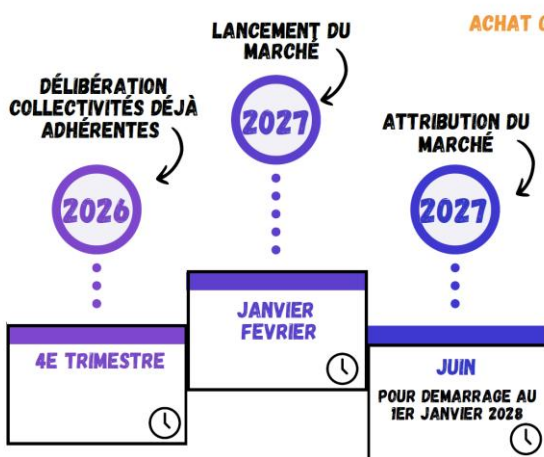 ACHAT
LANCEMENT DU
MARCHÉ
2027
DÉLIBÉRATION
COLLECTIVITÉS DÉJÀ
ADHÉRENTES
2026
ATTRIBUTION DU
MARCHÉ
2027
4E TRIMESTRE
JANVIER
FEVRIER
JUIN
POUR DEMARRAGE AU
1ER JANVIER 2028